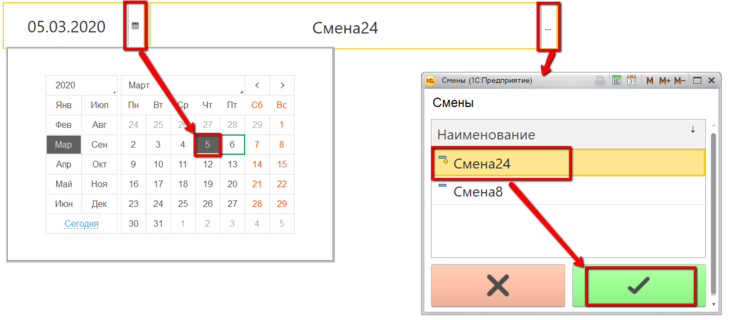 05.03.2020
Смена24
...
2020 Март < >
Янв Июл Пн Вт Ср Чт Пт Сб Вс
Фев Авг 24 25 26 27 28 29 1
Мар Сен 2 3 4 5 6 7 8
Апр Окт 9 10 11 12 13 14 15
Май Ноя 16 17 18 19 20 21 22
Июн Дек 23 24 25 26 27 28 29
Сегодня 30 31 1 2 3 4 5
1С Смены (1С:Предприятие) M M+ M-
Смены
Наименование ↓
Смена24
Смена8